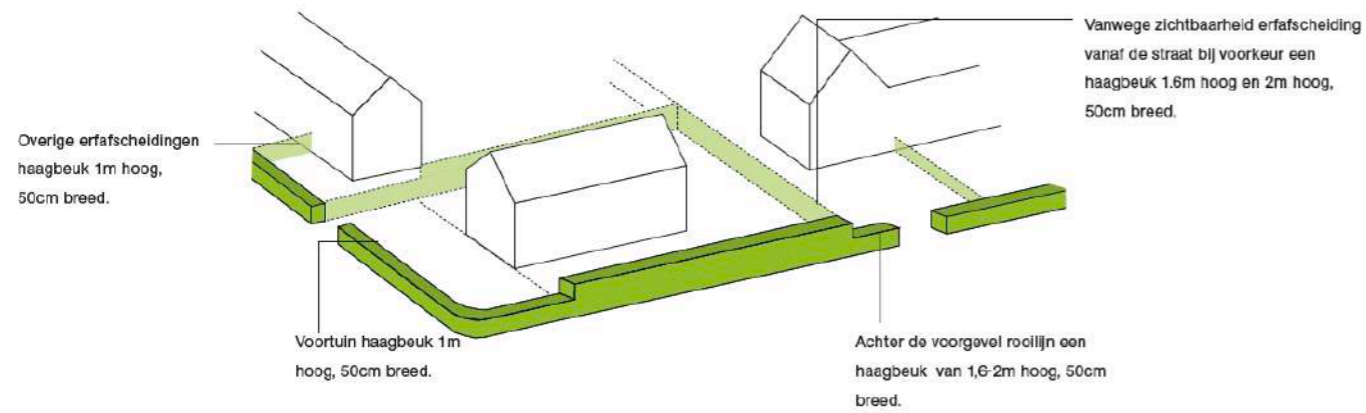 Vanwege zichtbaarheid erfafscheiding
vanaf de straat bij voorkeur een
haagbeuk 1.6m hoog en 2m hoog,
50cm breed.
Overige erfafscheidingen
haagbeuk 1m hoog,
50cm breed.
Voortuin haagbeuk 1m
hoog, 50cm breed.
Achter de voorgevel rooilijn een
haagbeuk van 1,6-2m hoog, 50cm
breed.